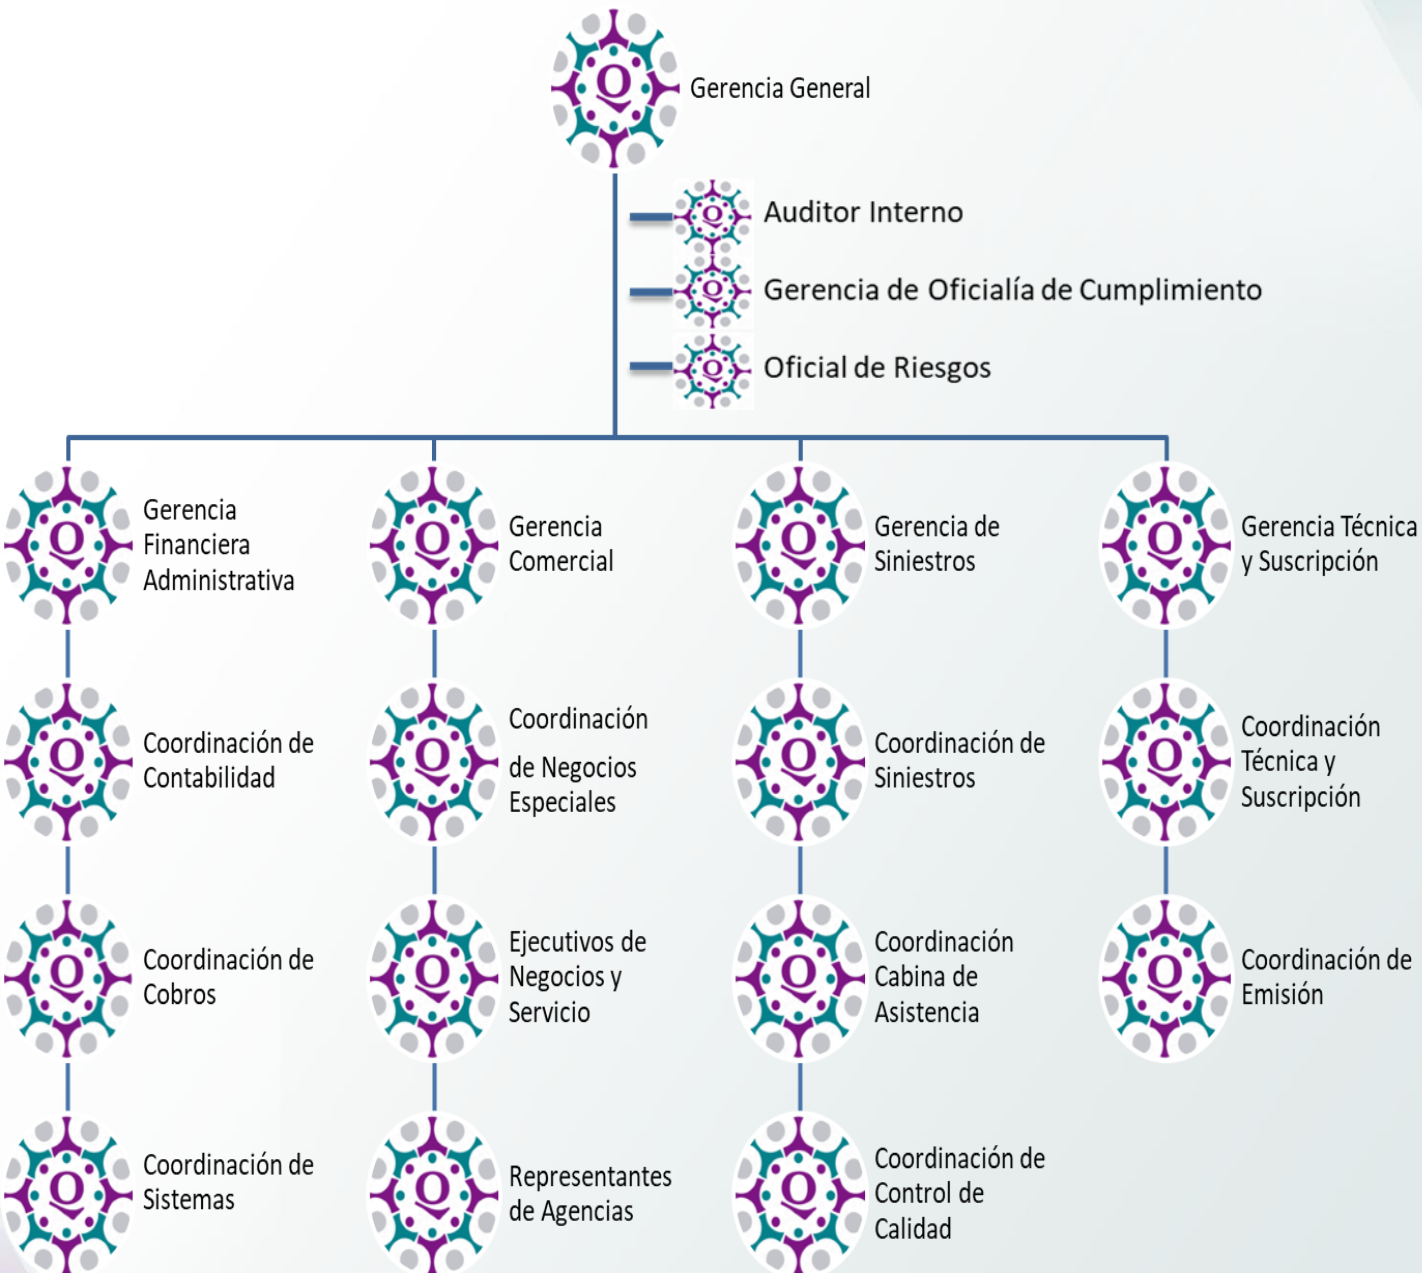 Gerencia General
Auditor Interno
Gerencia de Oficialía de Cumplimiento
Oficial de Riesgos
Gerencia
Financiera
Administrativa
Gerencia
Comercial
Gerencia de
Siniestros
Gerencia Técnica
y Suscripción
Coordinación de
Contabilidad
Coordinación
de Negocios
Especiales
Coordinación de
Siniestros
Coordinación
Técnica y
Suscripción
Coordinación de
Cobros
Ejecutivos de
Negocios y
Servicio
Coordinación
Cabina de
Asistencia
Coordinación de
Emisión
Coordinación de
Sistemas
Representantes
de Agencias
Coordinación de
Control de
Calidad